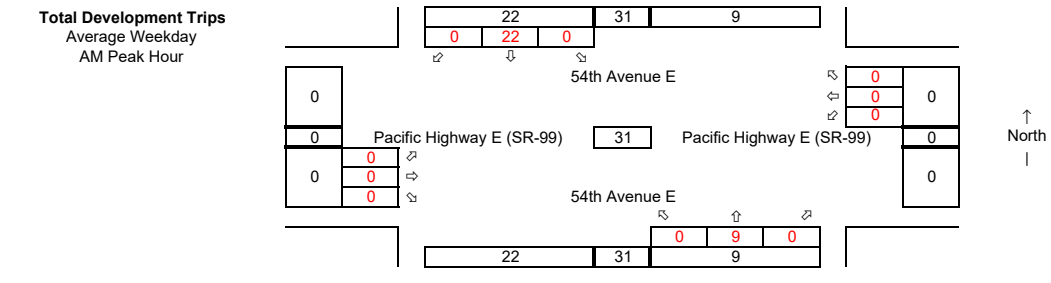 Total Development Trips
Average Weekday
AM Peak Hour
22 31 9
0 22 0
⬃ ⇩ ⬂
54th Avenue E
⬁ 0
0 ⇦ 0 0
⬃ 0
0 Pacific Highway E (SR-99) 31 Pacific Highway E (SR-99) 0
0 ⬀
0 0 ⇨ 0
0 ⬂
54th Avenue E
⬁ ⇧ ⬀
0 9 0
22 31 9
↑
North
|